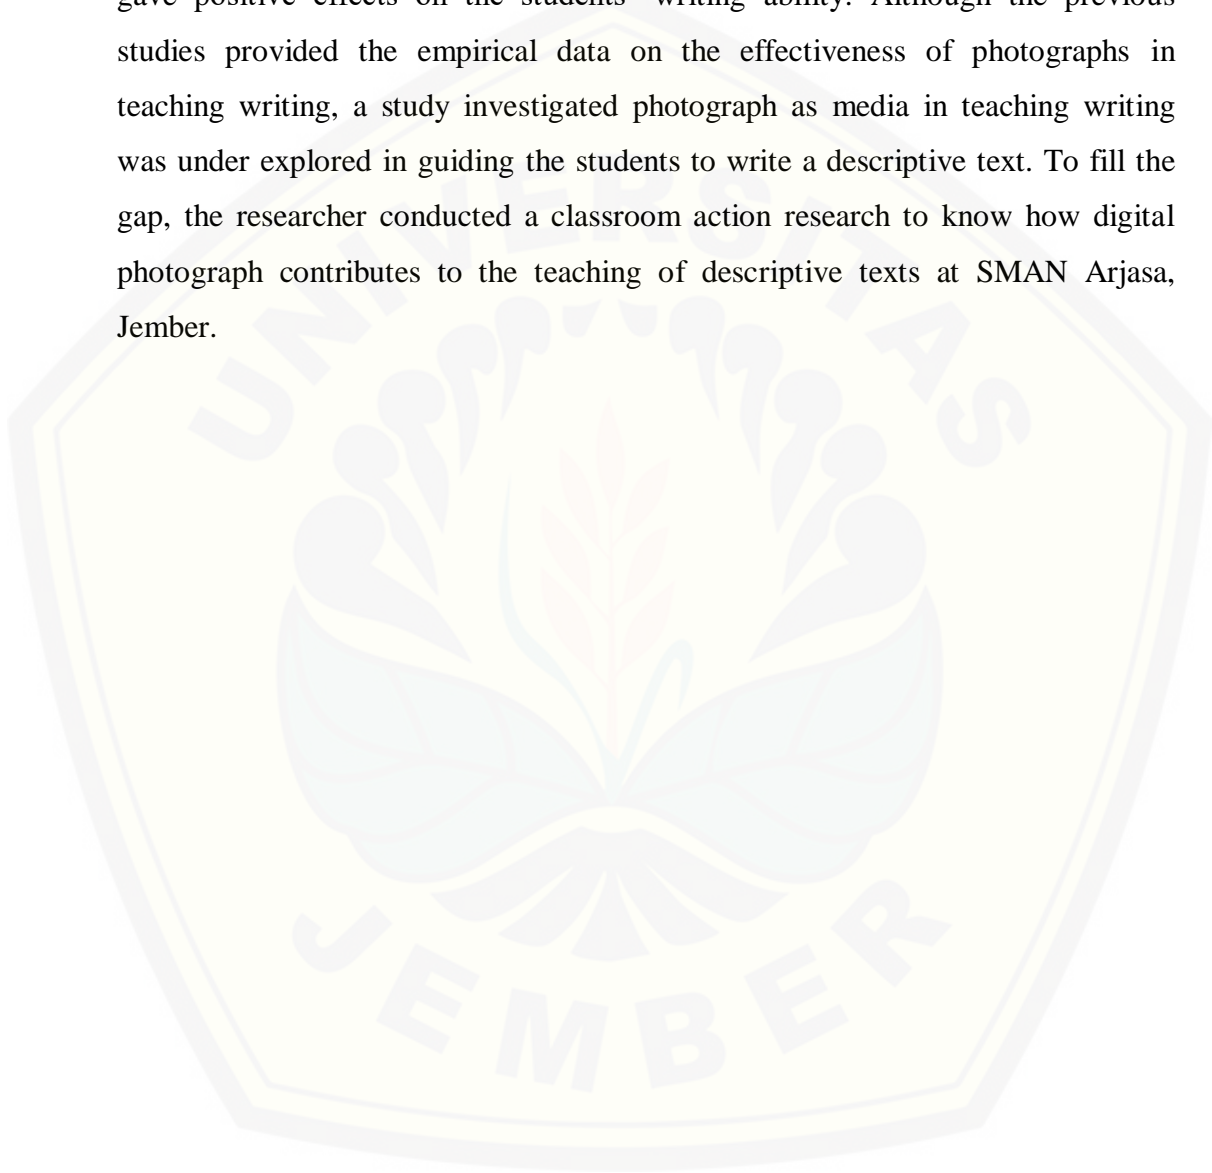 gave positive effects on the students' writing ability. Although the previous
studies provided the empirical data on the effectiveness of photographs in
teaching writing, a study investigated photograph as media in teaching writing
was under explored in guiding the students to write a descriptive text. To fill the
gap, the researcher conducted a classroom action research to know how digital
photograph contributes to the teaching of descriptive texts at SMAN Arjasa,
Jember.
UNIVERSITAS
JEMBER